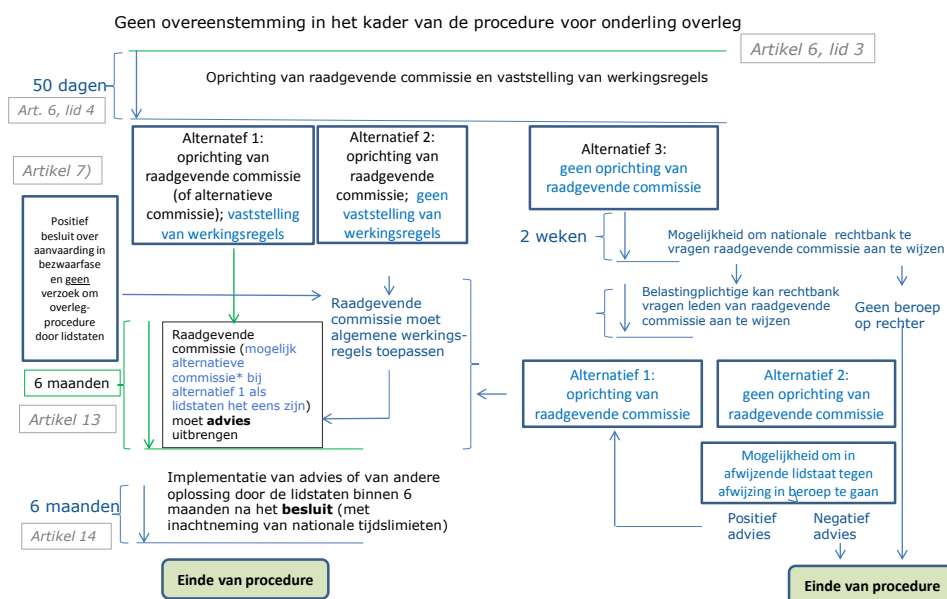 Geen overeenstemming in het kader van de procedure voor onderling overleg
Artikel 6, lid 3
Oprichting van raadgevende commissie en vaststelling van werkingsregels
50 dagen
Art. 6, lid 4
Alternatief 1:
oprichting van
raadgevende commissie
(of alternatieve
commissie); vaststelling
van werkingsregels
Alternatief 2:
oprichting van
raadgevende
commissie; geen
vaststelling van
werkingsregels
Alternatief 3:
geen oprichting van
raadgevende commissie
Artikel 7)
Positief
besluit over
aanvaarding in
bezwaarfase
en geen
verzoek om
overleg-
procedure
door lidstaten
2 weken
Mogelijkheid om nationale rechtbank te
vragen raadgevende commissie aan te wijzen
Belastingplichtige kan rechtbank
vragen leden van raadgevende
commissie aan te wijzen
Geen beroep
op rechter
Raadgevende
commissie moet
algemene werkings-
regels toepassen
Raadgevende
commissie (mogelijk
alternatieve
commissie* bij
alternatief 1 als
lidstaten het eens zijn)
moet advies
uitbrengen
6 maanden
Artikel 13
Alternatief 1:
oprichting van
raadgevende commissie
Alternatief 2:
geen oprichting van
raadgevende commissie
Mogelijkheid om in
afwijzende lidstaat tegen
afwijzing in beroep te gaan
Positief
advies
Negatief
advies
Implementatie van advies of van andere
oplossing door de lidstaten binnen 6
maanden na het besluit (met
inachtneming van nationale tijdslimieten)
6 maanden
Artikel 14
Einde van procedure
Einde van procedure